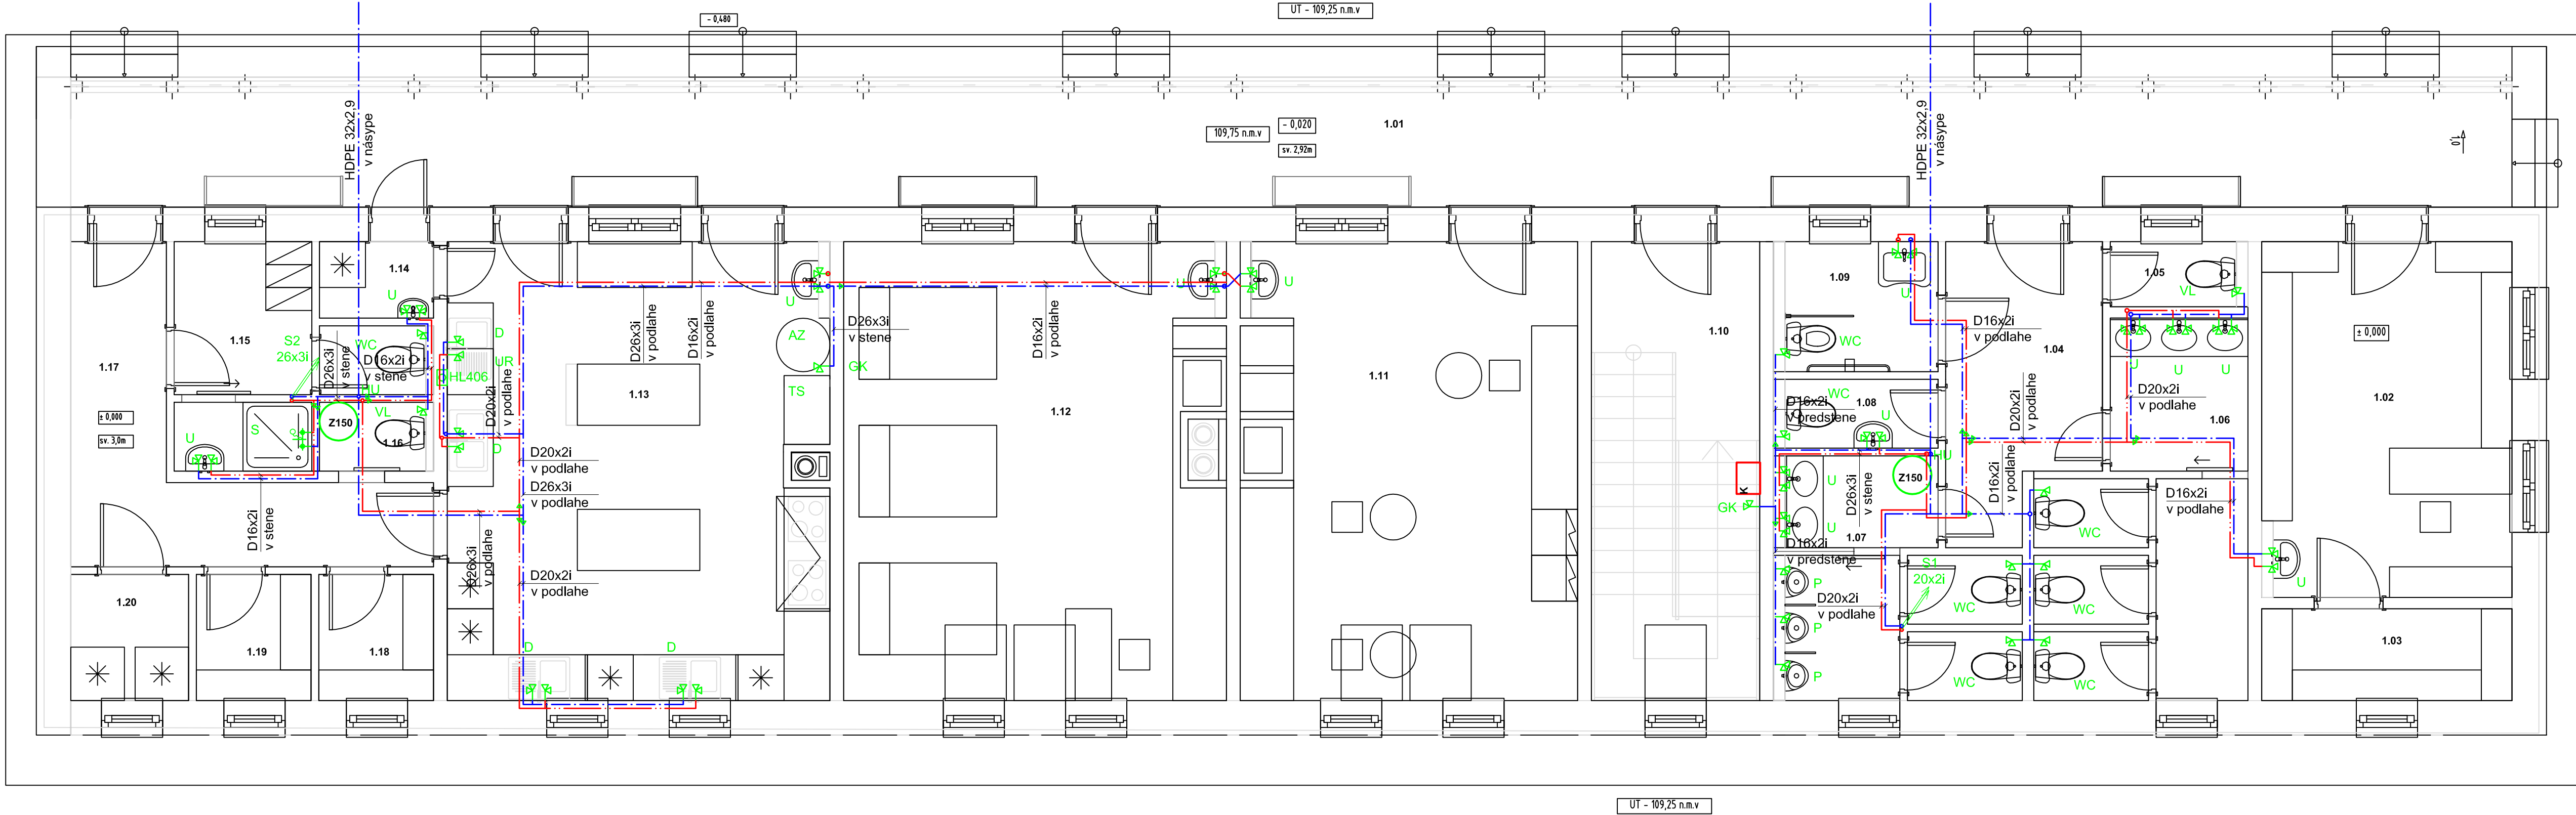 UT - 109,25 n.m.v
- 0,480
HDPE 32x2,9
v násype
109,75 n.m.v
- 0,020
sv. 2,92m
1.01
HDPE 32x2,9
v násype
1,0
1.14
U
1.15
S2
26x3i
D26x3i
v stene
WC
D16x2i
v stene
HU
VL
1.16
Z150
S
U
1.17
± 0,000
sv. 3,0m
D16x2i
v stene
D
UR
HL406
D
D20x2i
v podlahe
D26x3i
v podlahe
D16x2i
v podlahe
1.13
U
AZ
GK
TS
D26x3i
v stene
D20x2i
v podlahe
D26x3i
v podlahe
D26x3i
v podlahe
D20x2i
v podlahe
D
D
1.20
1.19
1.18
D16x2i
v podlahe
U
U
1.12
1.11
1.10
K
GK
1.09
U
WC
WC
1.08
U
D16x2i
v predstene
HU
Z150
U
U
D26x3i
v stene
1.07
D16x2i
v predstene
P
P
P
D20x2i
v podlahe
S1
20x2i
D16x2i
v podlahe
1.04
D20x2i
v podlahe
D16x2i
v podlahe
WC
WC
WC
WC
WC
1.05
VL
U
U
U
D20x2i
v podlahe
1.06
D16x2i
v podlahe
U
± 0,000
1.02
1.03
UT - 109,25 n.m.v